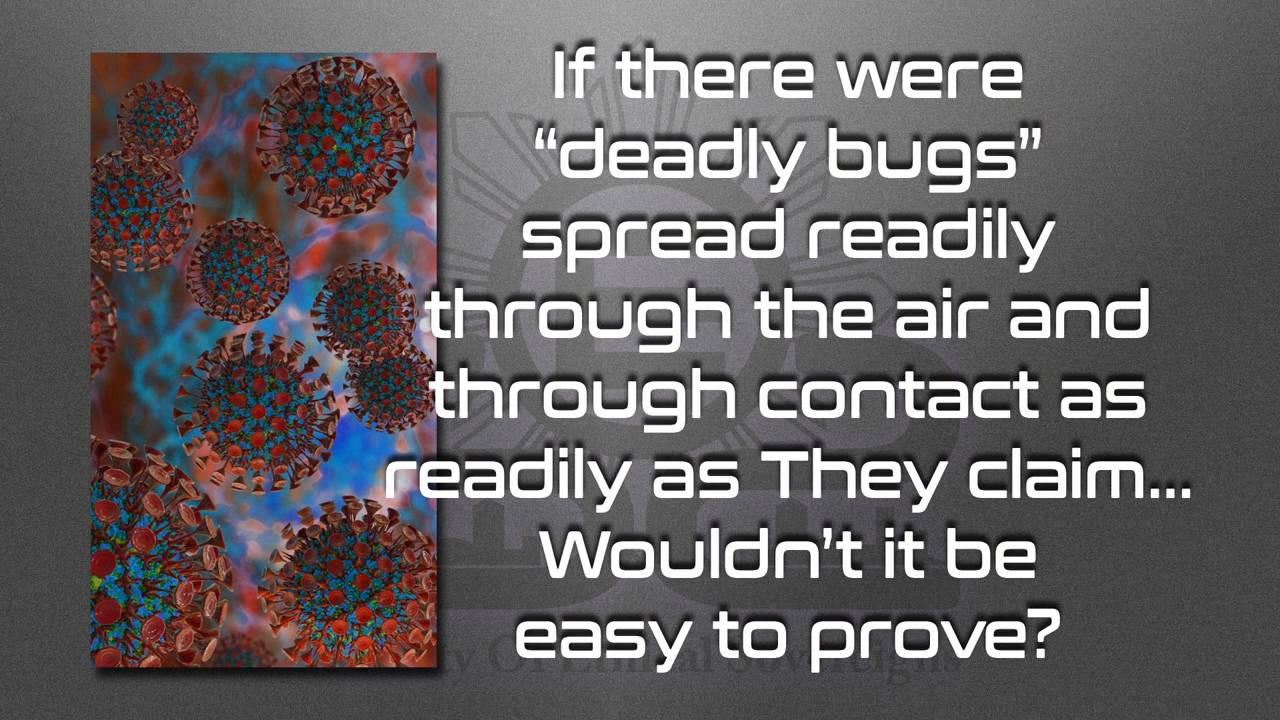 If there were
“deadly bugs”
spread readily
through the air and
through contact as
readily as They claim...
Wouldn’t it be
easy to prove?